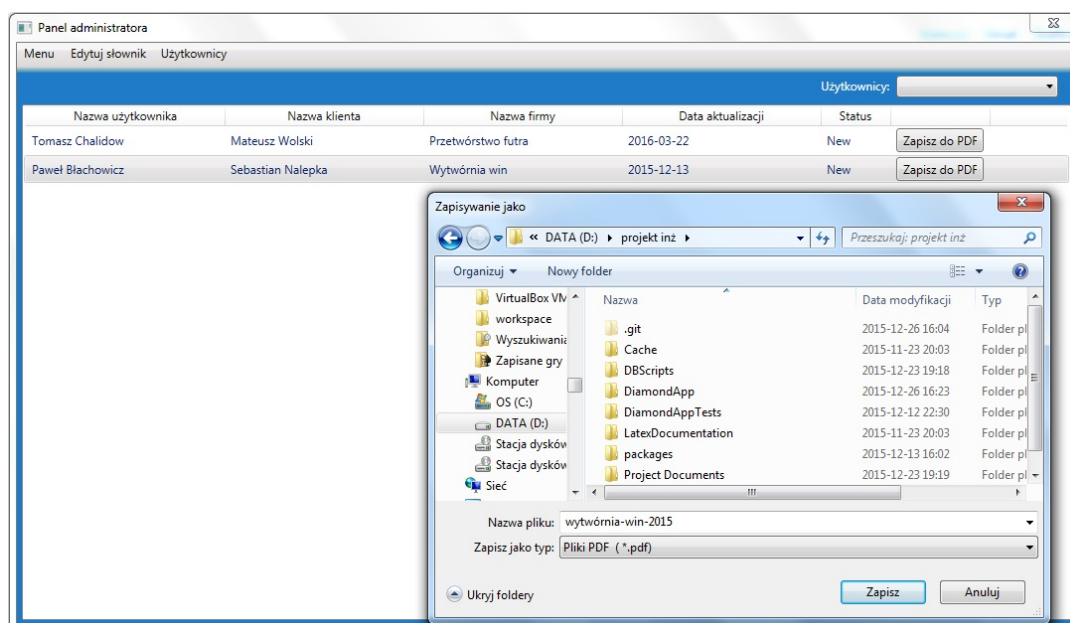 Panel administratora
Menu Edytuj słownik Użytkownicy
Użytkownicy:
Nazwa użytkownika Nazwa klienta Nazwa firmy Data aktualizacji Status
Tomasz Chalidow Mateusz Wolski Przetwórstwo futra 2016-03-22 New Zapisz do PDF
Paweł Błachowicz Sebastian Nalepka Wytwórnia win 2015-12-13 New Zapisz do PDF
Zapisywanie jako
« DATA (D:) projekt inż Przeszukaj: projekt inż
Organizuj Nowy folder
VirtualBox VM
workspace
Wyszukiwania
Zapisane gry
Komputer
OS (C:)
DATA (D:)
Stacja dysków
Stacja dysków
Sieć
Nazwa Data modyfikacji Typ
.git 2015-12-26 16:04 Folder pl
Cache 2015-11-23 20:03 Folder pl
DBScripts 2015-12-23 19:18 Folder pl
DiamondApp 2015-12-26 16:23 Folder pl
DiamondAppTests 2015-12-12 22:30 Folder pl
LatexDocumentation 2015-11-23 20:03 Folder pl
packages 2015-12-13 16:02 Folder pl
Project Documents 2015-12-23 19:19 Folder pl
Nazwa pliku: wytwórnia-win-2015
Zapisz jako typ: Pliki PDF (*.pdf)
Ukryj foldery Zapisz Anuluj